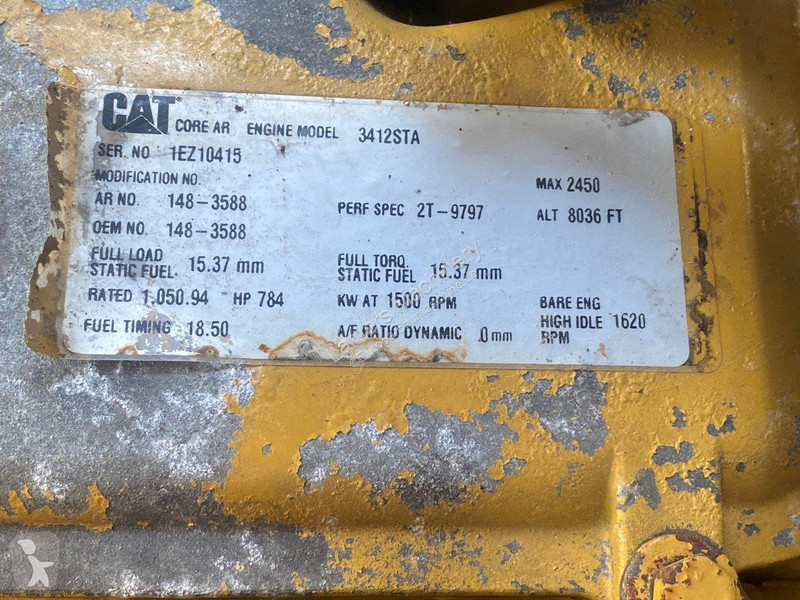 CAT CORE AR ENGINE MODEL 3412STA
SER. NO 1EZ10415
MODIFICATION NO. MAX 2450
AR NO. 148-3588 PERF SPEC 2T-9797 ALT 8036 FT
OEM NO. 148-3588
FULL LOAD STATIC FUEL. 15.37 mm FULL TORQ. STATIC FUEL 15.37 mm
RATED 1,050.94 HP 784 KW AT 1500 RPM BARE ENG
FUEL TIMING 18.50 A/F RATIO DYNAMIC .0 mm HIGH IDLE 1620 RPM